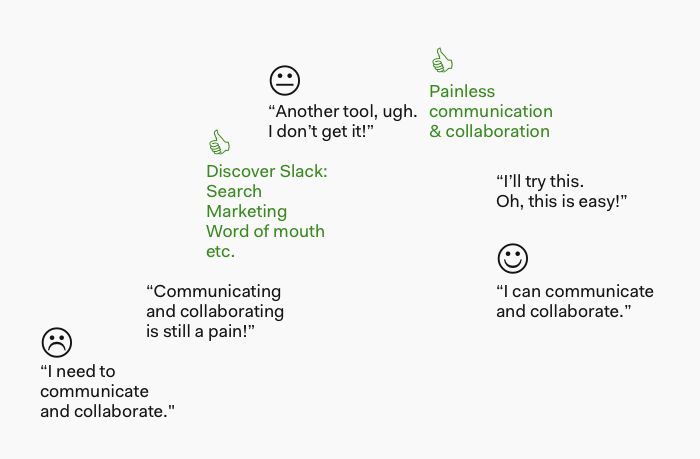 “Another tool, ugh.
I don’t get it!”
Painless
communication
& collaboration
Discover Slack:
Search
Marketing
Word of mouth
etc.
“I’ll try this.
Oh, this is easy!”
“Communicating
and collaborating
is still a pain!”
“I can communicate
and collaborate.”
“I need to
communicate
and collaborate."